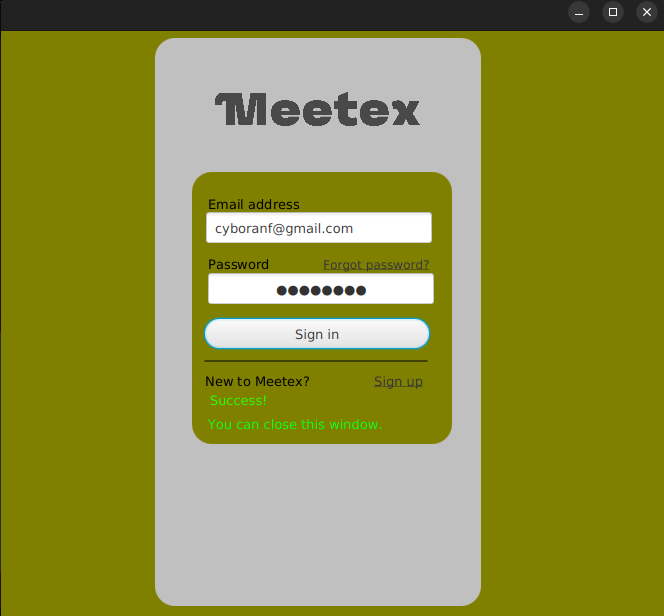 Meetex
Email address
cyboranf@gmail.com
Password Forgot password?
●●●●●●●●
Sign in
New to Meetex? Sign up
Success!
You can close this window.